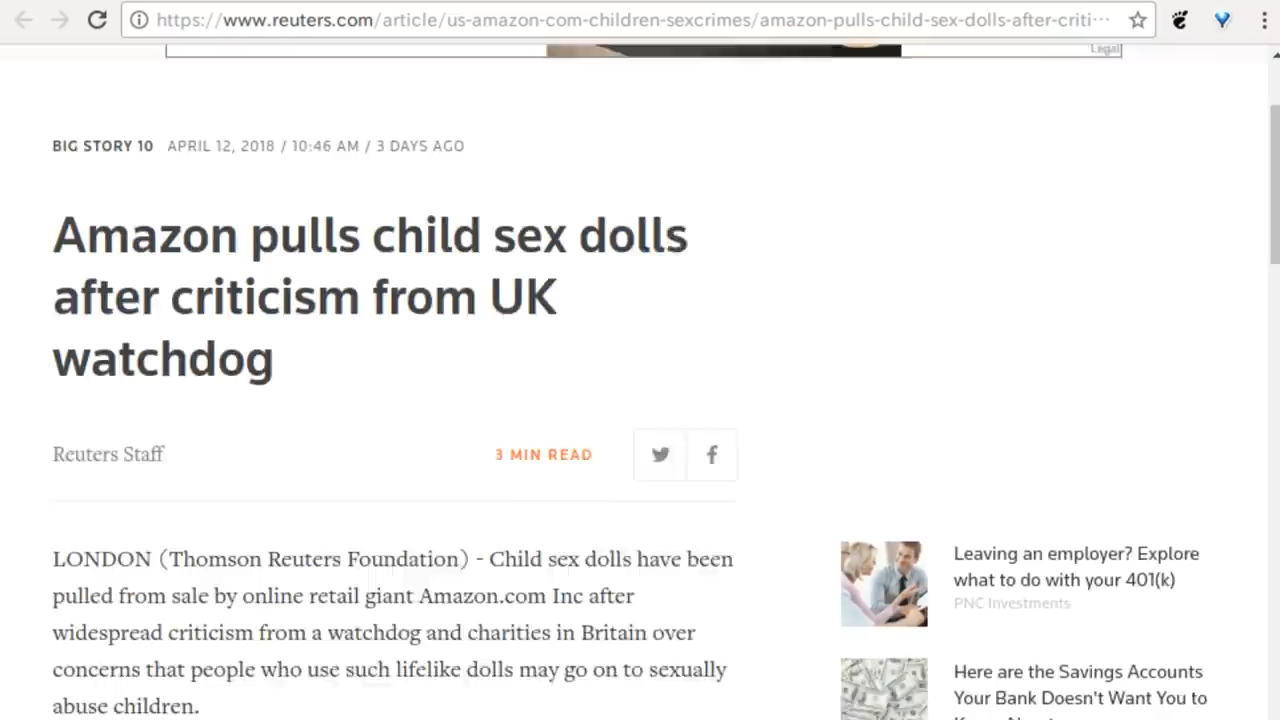 https://www.reuters.com/article/us-amazon-com-children-sexcrimes/amazon-pulls-child-sex-dolls-after-criti···
Legal
BIG STORY 10 APRIL 12, 2018 / 10:46 AM / 3 DAYS AGO
Amazon pulls child sex dolls
after criticism from UK
watchdog
Reuters Staff
3 MIN READ
LONDON (Thomson Reuters Foundation) - Child sex dolls have been
pulled from sale by online retail giant Amazon.com Inc after
widespread criticism from a watchdog and charities in Britain over
concerns that people who use such lifelike dolls may go on to sexually
abuse children.
Leaving an employer? Explore
what to do with your 401(k)
PNC Investments
Here are the Savings Accounts
Your Bank Doesn't Want You to